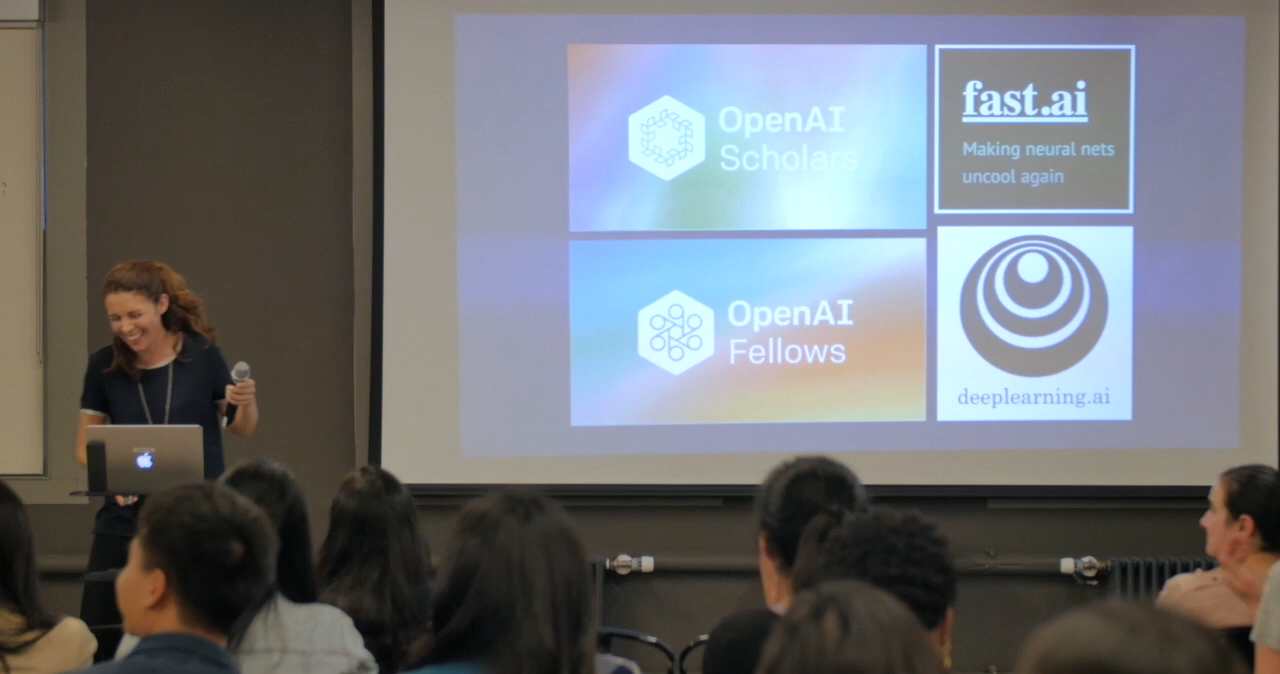 OpenAI
Scholars
fast.ai
Making neural nets
uncool again
OpenAI
Fellows
deeplearning.ai